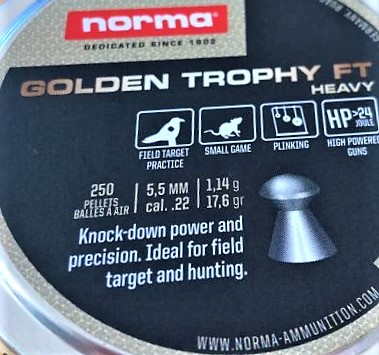 norma
DEDICATED SINCE 1902
GOLDEN TROPHY FT
HEAVY
FIELD TARGET
PRACTICE
SMALL GAME
PLINKING
HP>24
JOULE
HIGH POWERED
GUNS
250
PELLETS
BALLES A AIR
5,5 MM
cal. .22
1,14 g
17,6 gr
Knock-down power and
precision. Ideal for field
target and hunting.
WWW.NORMA-AMMUNITION.COM
GERMANY